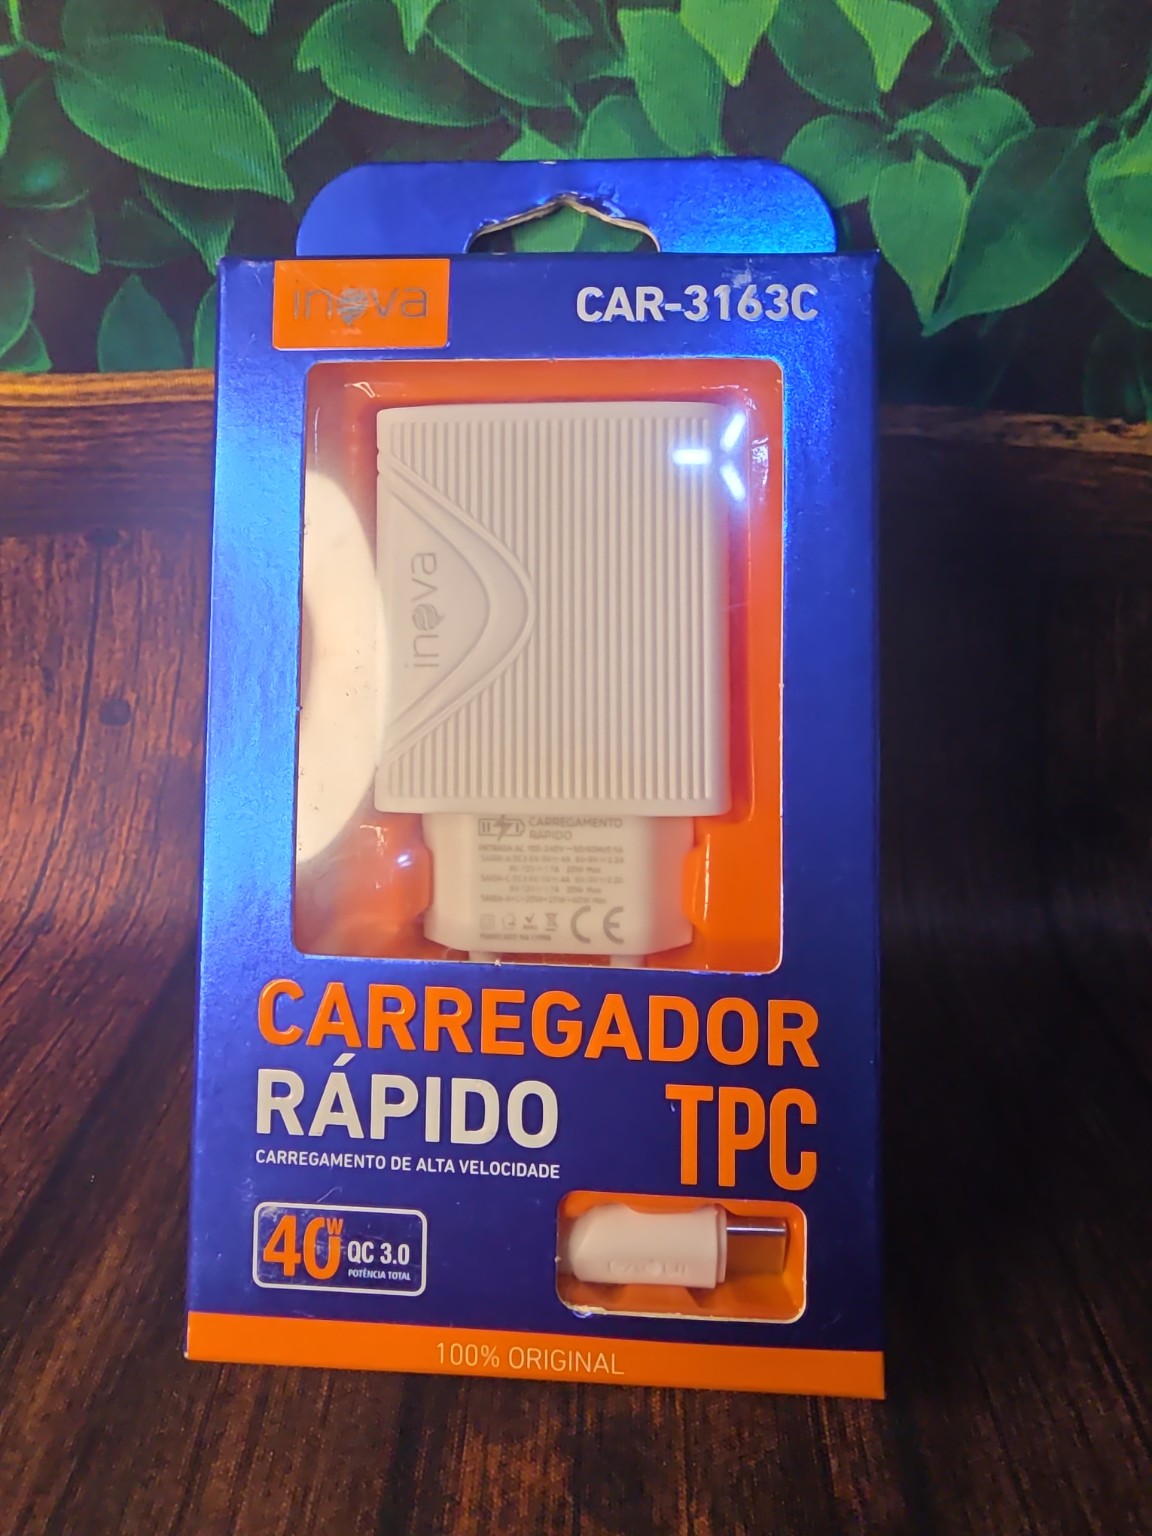 inova
CAR-3163C
inova
CARREGAMENTO
RÁPIDO
CE
CARREGADOR
RÁPIDO
TPC
CARREGAMENTO DE ALTA VELOCIDADE
40W
QC 3.0
POTÊNCIA TOTAL
100% ORIGINAL